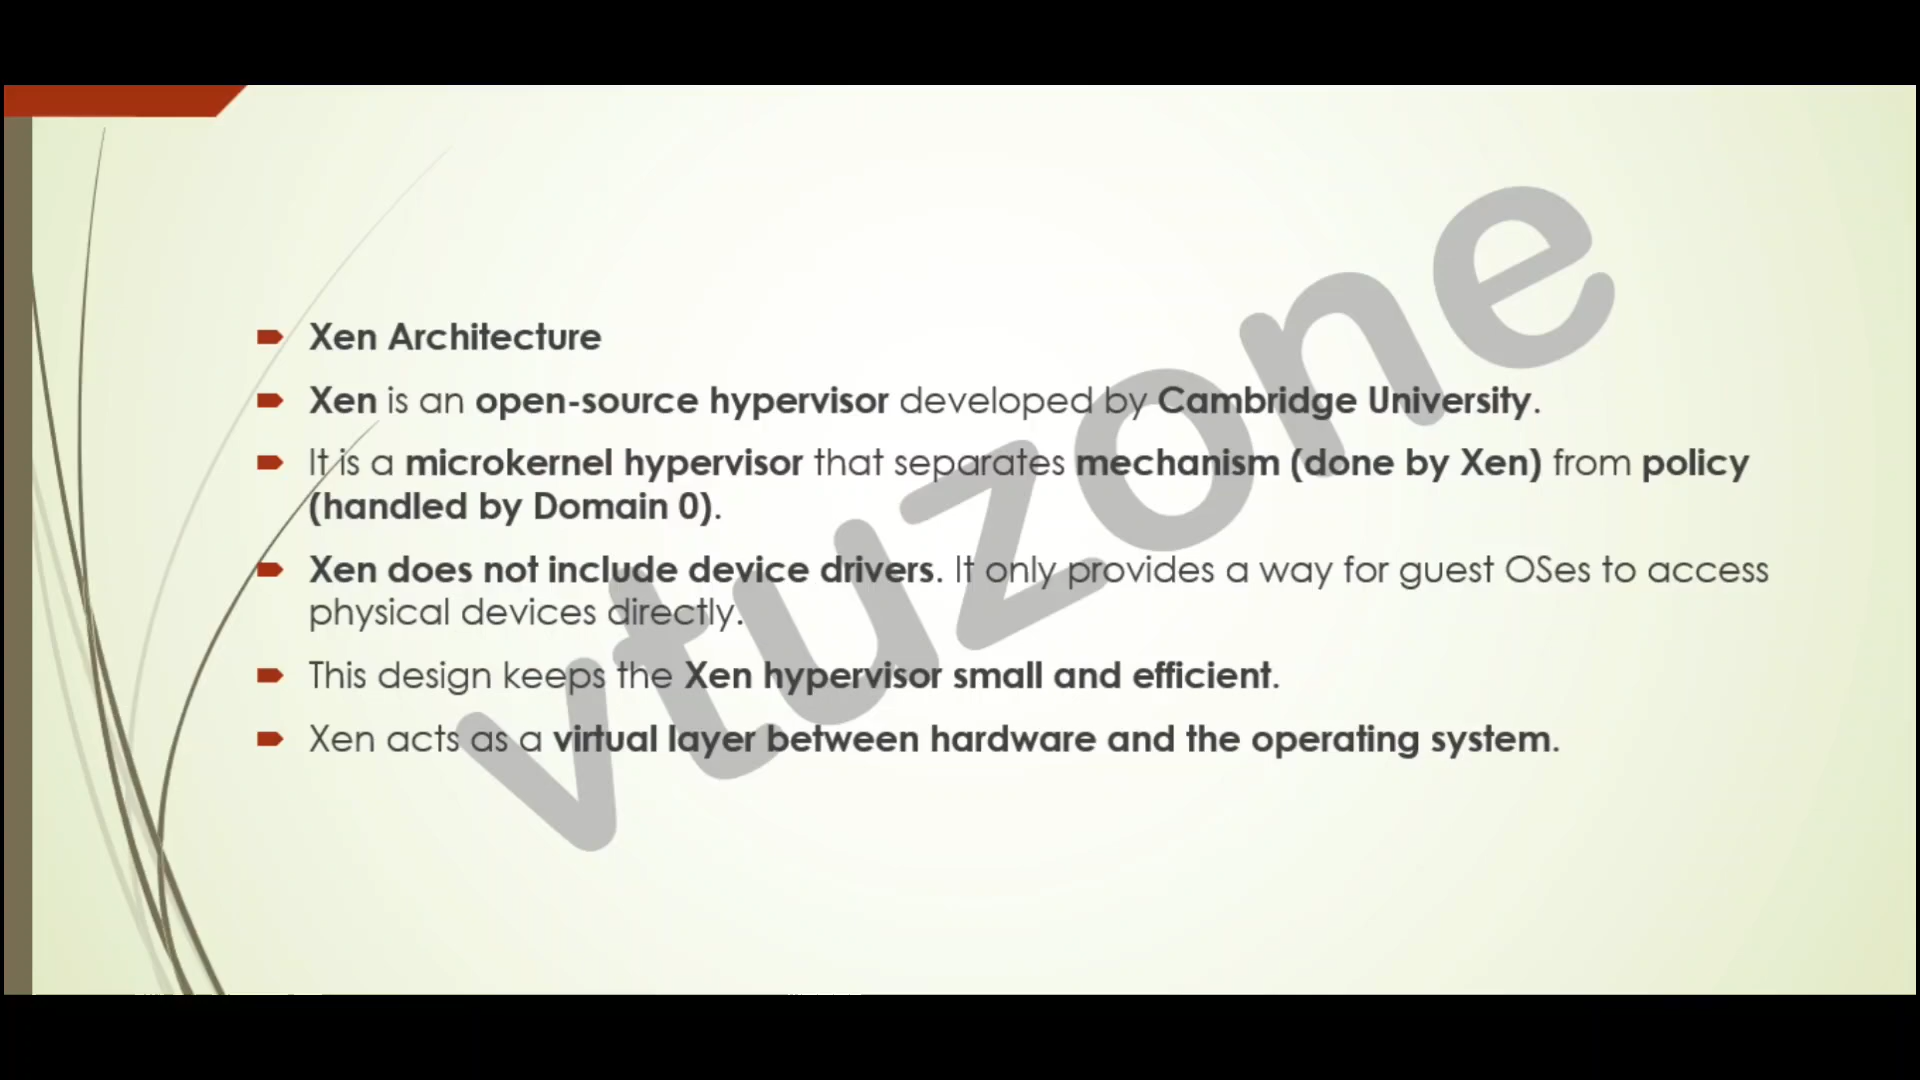 Xen Architecture
Xen is an open-source hypervisor developed by Cambridge University.
It is a microkernel hypervisor that separates mechanism (done by Xen) from policy
(handled by Domain 0).
Xen does not include device drivers. It only provides a way for guest OSes to access
physical devices directly.
This design keeps the Xen hypervisor small and efficient.
Xen acts as a virtual layer between hardware and the operating system.
vtuzone